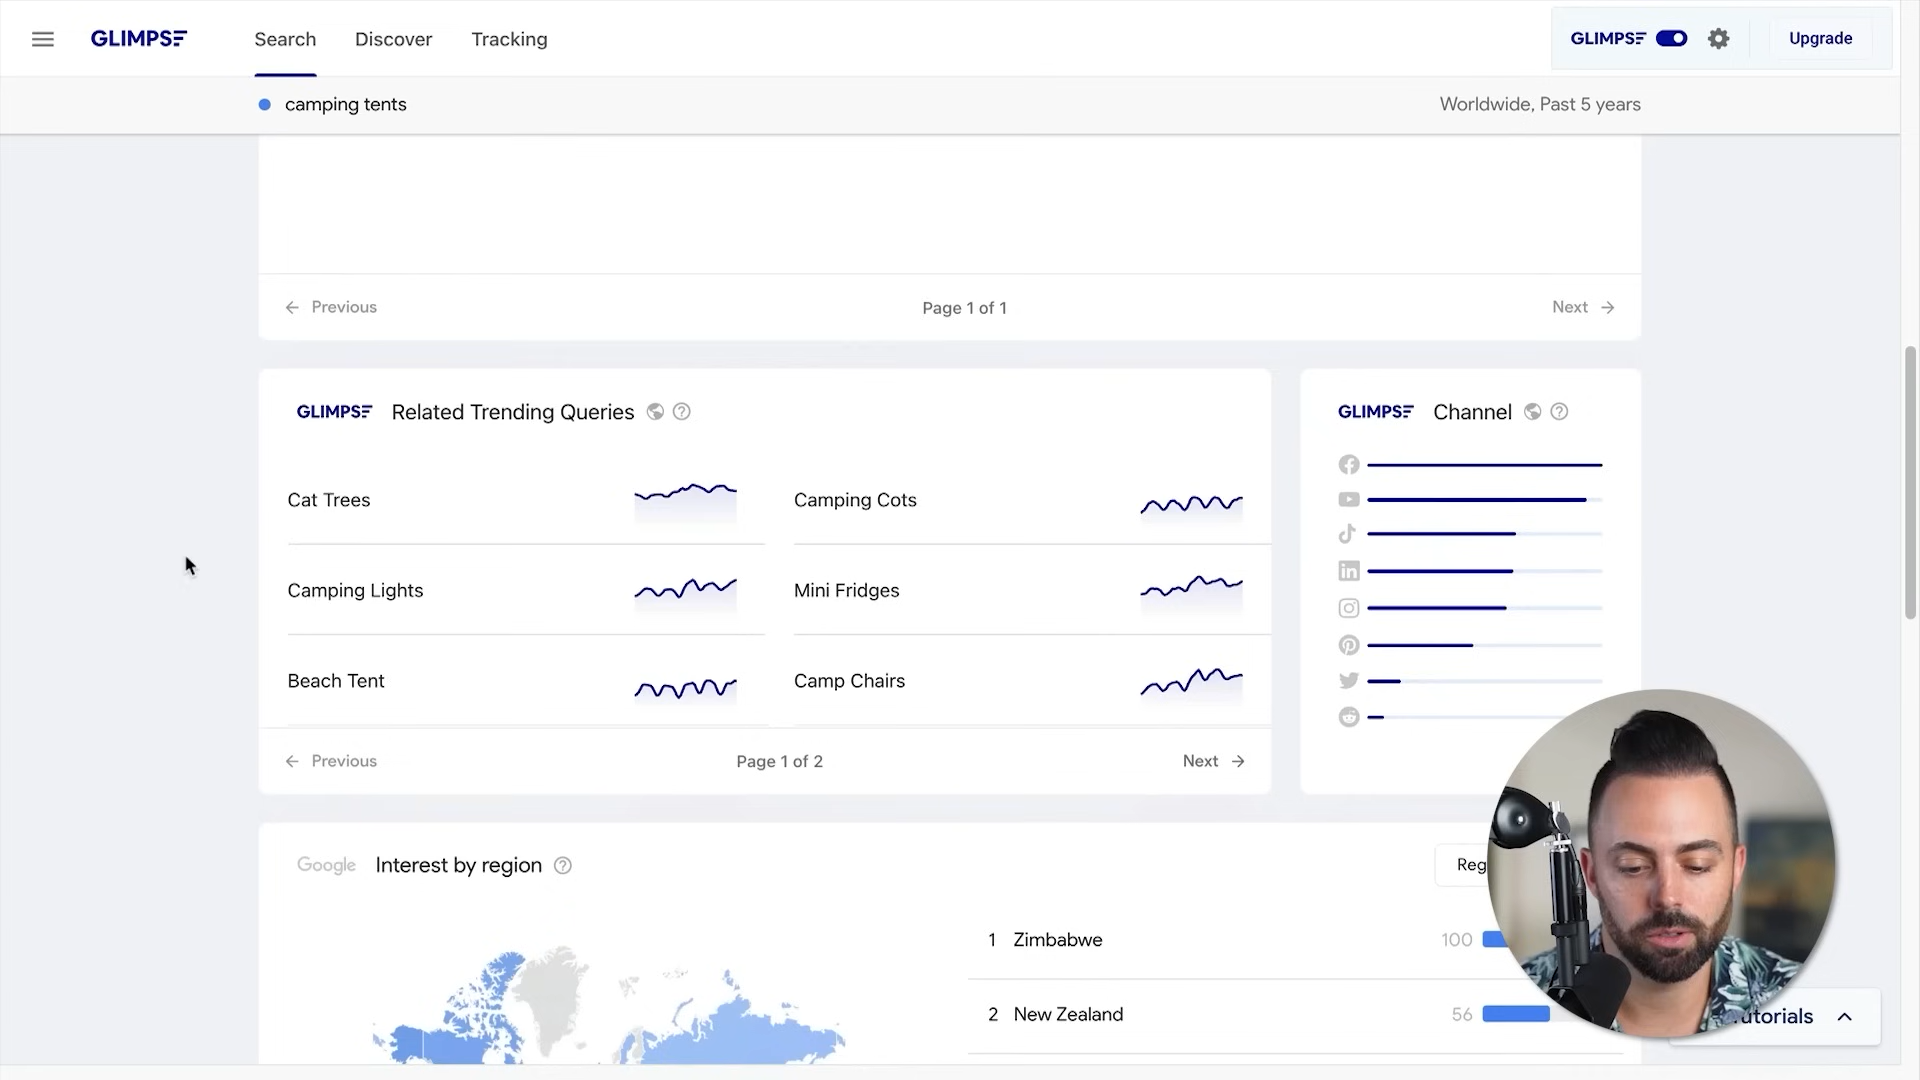 GLIMPSE
Search
Discover
Tracking
GLIMPSE
Upgrade
camping tents
Worldwide, Past 5 years
Previous
Page 1 of 1
Next
GLIMPSE Related Trending Queries
Cat Trees
Camping Cots
Camping Lights
Mini Fridges
Beach Tent
Camp Chairs
Previous
Page 1 of 2
Next
GLIMPSE Channel
Google Interest by region
Reg
1 Zimbabwe 100
2 New Zealand 56
utorials